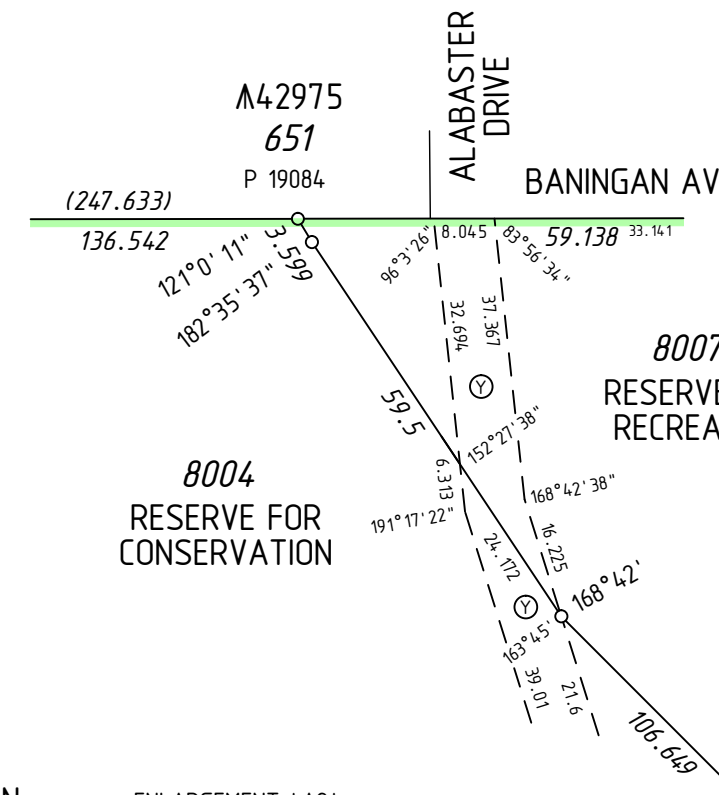 ALABASTER
DRIVE
42975
651
P 19084
BANINGAN AV
(247.633)
136.542
8.045
59.138
33.141
121°0'11"
3.599
182°35'37"
96°3'26"
83°56'34"
32.694
37.367
Y
8007
RESERVE
RECREA
59.5
152°27'38"
8004
RESERVE FOR
CONSERVATION
6.313
191°17'22"
168°42'38"
24.172
16.225
Y
168°42'
163°45'
39.01
21.6
106.649